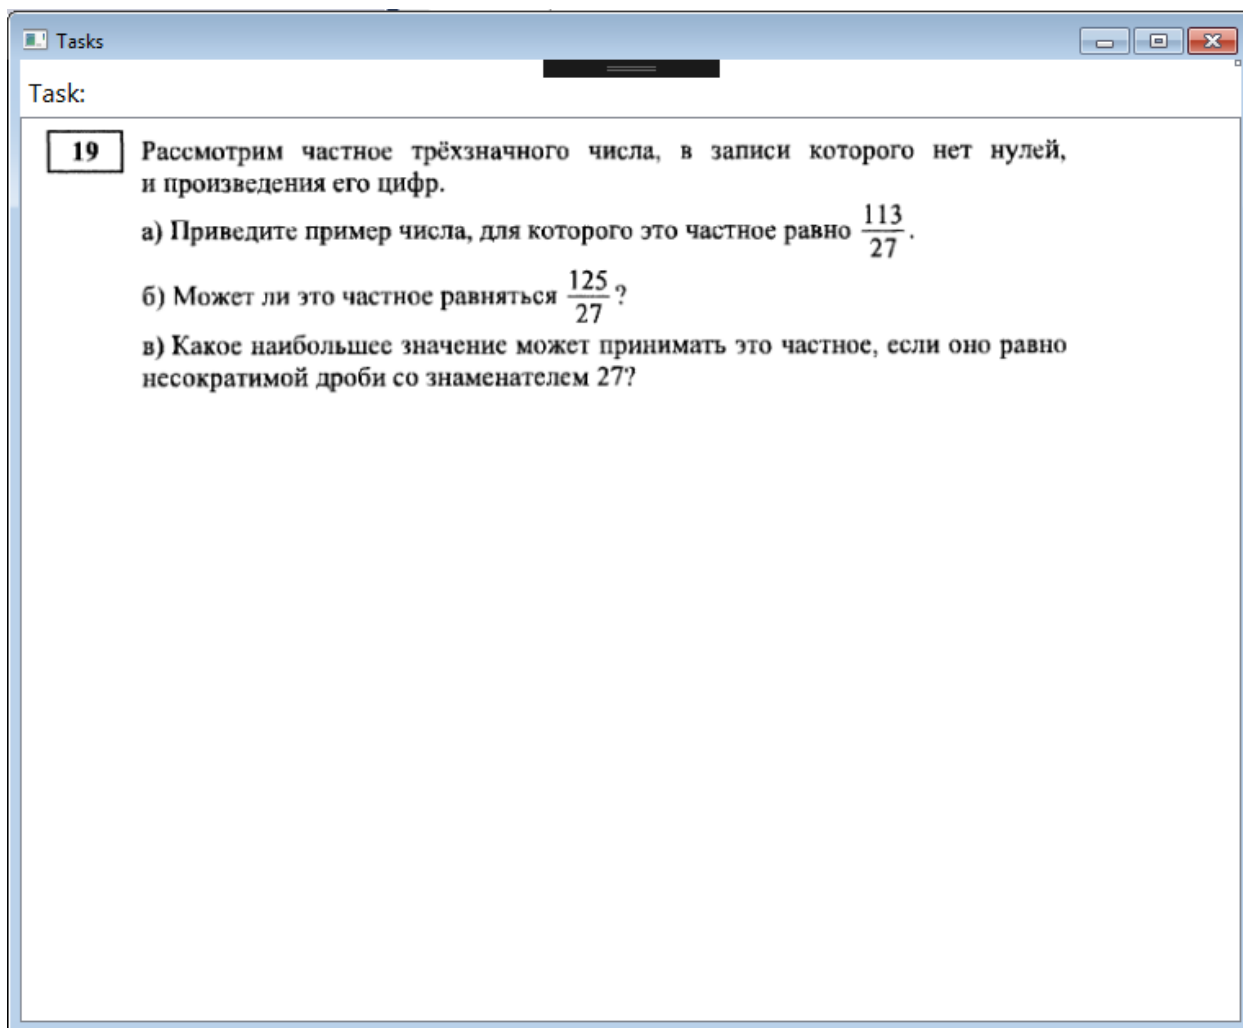 Tasks
Task:
19 Рассмотрим частное трёхзначного числа, в записи которого нет нулей,
и произведения его цифр.
а) Приведите пример числа, для которого это частное равно 113/27.
б) Может ли это частное равняться 125/27?
в) Какое наибольшее значение может принимать это частное, если оно равно
несократимой дроби со знаменателем 27?